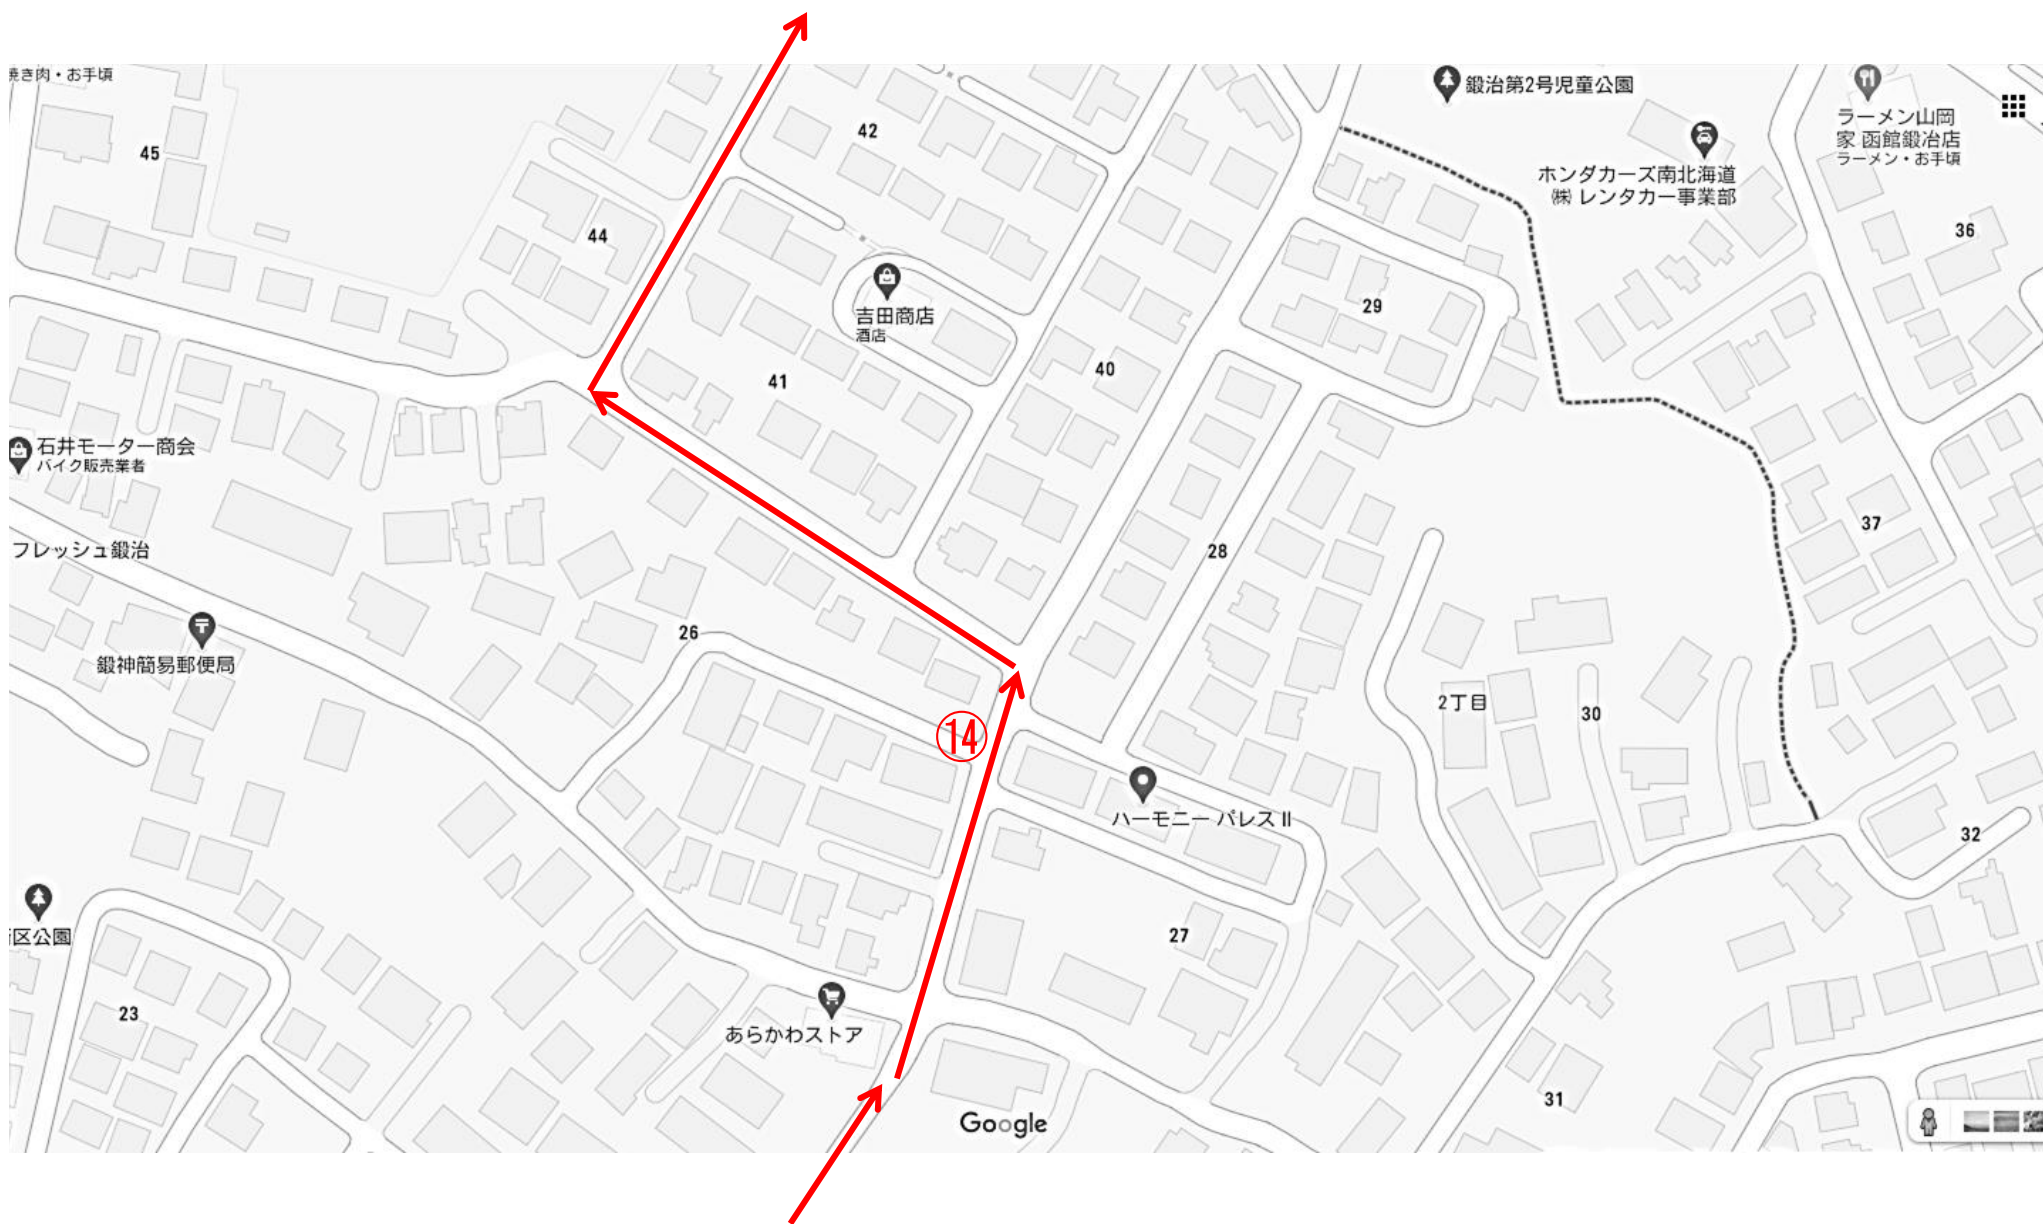 焼き肉・お手頃
45
42
44
鍛治第2号児童公園
ホンダカーズ南北海道
㈱ レンタカー事業部
ラーメン山岡
家 函館鍛冶店
ラーメン・お手頃
36
29
吉田商店
酒店
41
40
石井モーター商会
バイク販売業者
37
28
フレッシュ鍛治
26
鍛神簡易郵便局
2丁目
30
⑭
ハーモニー パレス II
32
区公園
27
23
あらかわストア
31
Google